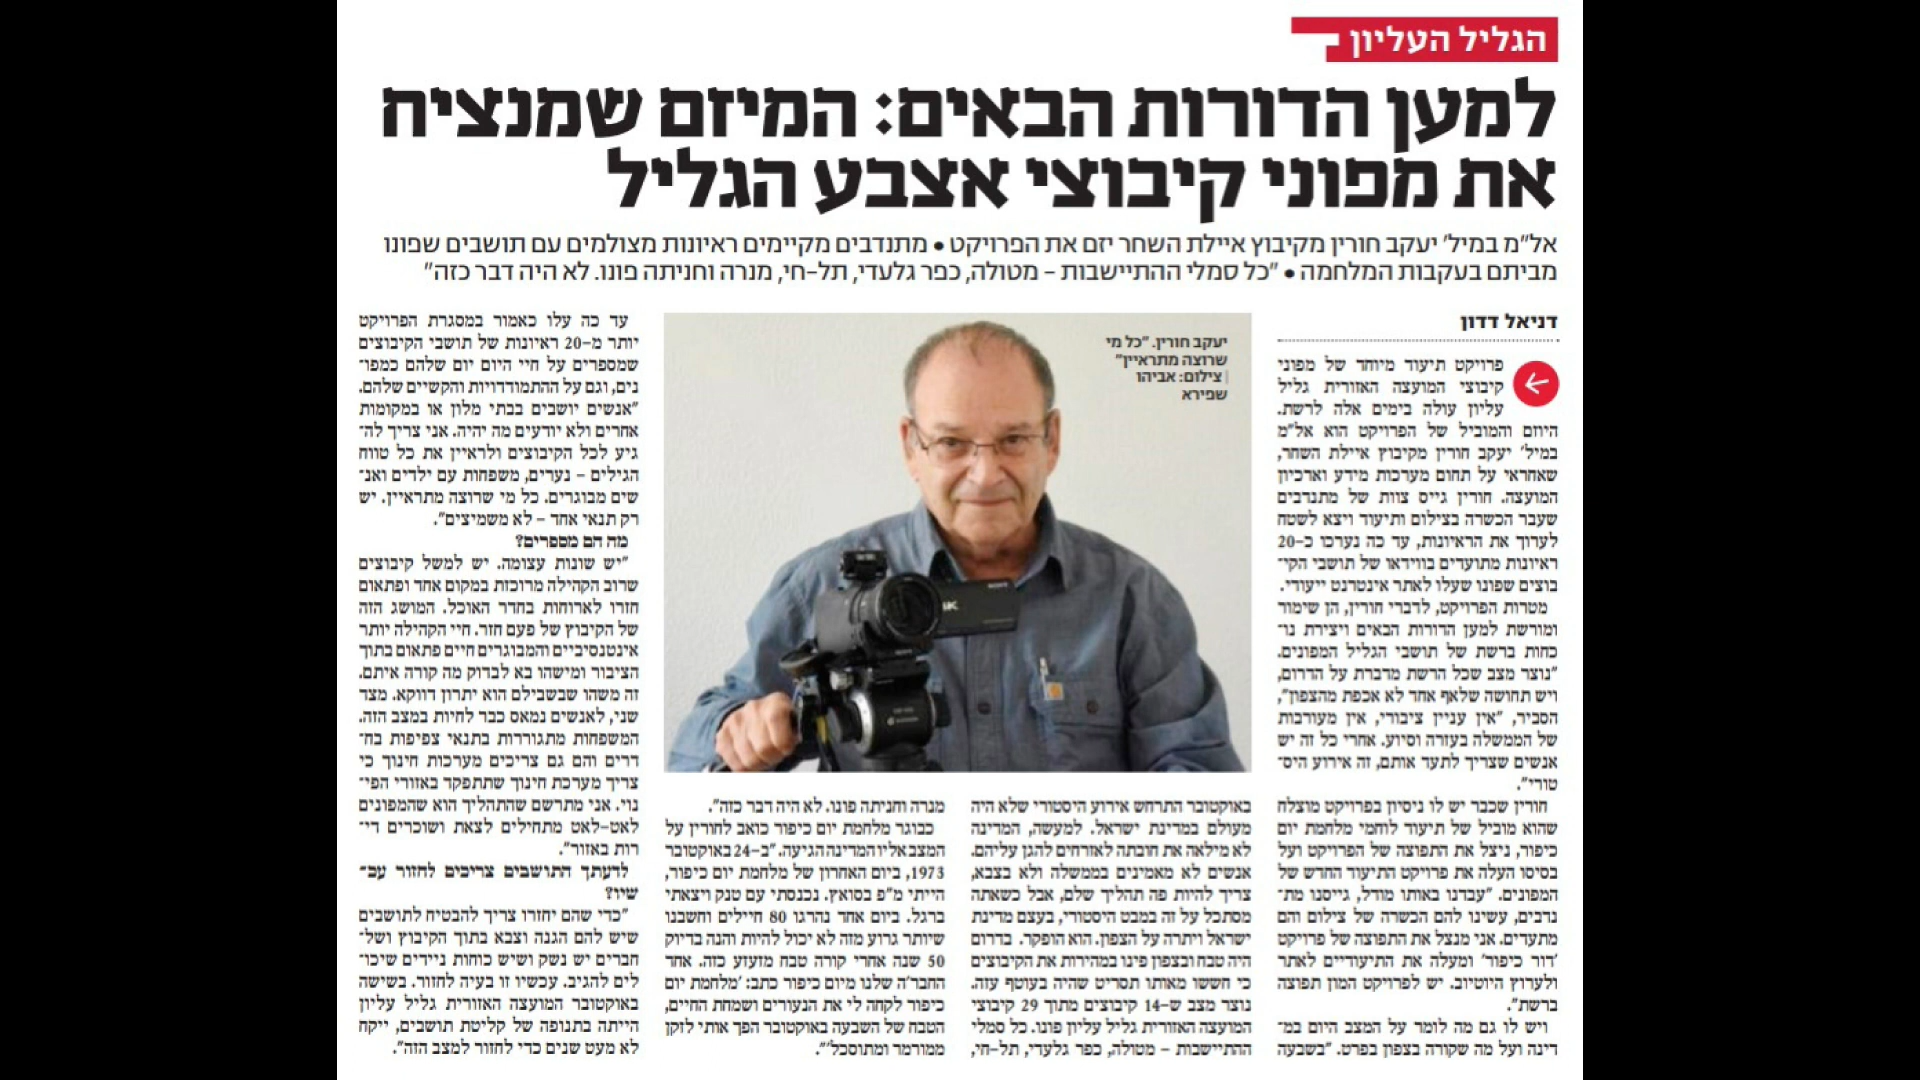 הגליל העליון
למען הדורות הבאים: המיזם שמנציח
את מפוני קיבוצי אצבע הגליל
אל"מ במיל' יעקב חורין מקיבוץ איילת השחר יזם את הפרויקט • מתנדבים מקיימים ראיונות מצולמים עם תושבים שפונו
מביתם בעקבות המלחמה • "כל סמלי ההתיישבות – מטולה, כפר גלעדי, תל-חי, מנרה וחניתה פונו. לא היה דבר כזה"
דניאל דדון
פרויקט תיעוד מיוחד של מפוני
קיבוצי המועצה האזורית גליל
עליון עולה בימים אלה לרשת.
היוזם והמוביל של הפרויקט הוא אל"מ
במיל' יעקב חורין מקיבוץ איילת השחר,
שאחראי על תחום מערכות מידע וארכיון
המועצה. חורין גייס צוות של מתנדבים
שעבר הכשרה בצילום ותיעוד ויצא לשטח
לערוך את הראיונות, עד כה נערכו כ-20
ראיונות מתועדים בווידאו של תושבי הקי־
בוצים שפונו שעלו לאתר אינטרנט ייעודי.
מטרות הפרויקט, לדברי חורין, הן שימור
ומורשת למען הדורות הבאים ויצירת נו־
כחות ברשת של תושבי הגליל המפונים.
"נוצר מצב שכל הרשת מדברת על הדרום,
ויש תחושה שלאף אחד לא אכפת מהצפון",
הסביר, "אין עניין ציבורי, אין מעורבות
של הממשלה בעזרה וסיוע. אחרי כל זה יש
אנשים שצריך לתעד אותם, זה אירוע היס־
טורי".
חורין שכבר יש לו ניסיון בפרויקט מוצלח
שהוא מוביל של תיעוד לוחמי מלחמת יום
כיפור, ניצל את התפוצה של הפרויקט ועל
בסיסו העלה את פרויקט התיעוד החדש של
המפונים. "עבדנו באותו מודל, גייסנו מת־
נדבים, עשינו להם הכשרה של צילום והם
מתעדים. אני מנצל את התפוצה של פרויקט
'דור כיפור' ומעלה את התיעודיים לאתר
ולערוץ היוטיוב. יש לפרויקט המון תפוצה
ברשת".
ויש לו גם מה לומר על המצב היום במ־
דינה ועל מה שקורה בצפון בפרט. "בשבעה
יעקב חורין. "כל מי
שרוצה מתראיין"
| צילום: אביהו
שפירא
באוקטובר התרחש אירוע היסטורי שלא היה
מעולם במדינת ישראל. למעשה, המדינה
לא מילאה את חובתה לאזרחים להגן עליהם.
אנשים לא מאמינים בממשלה ולא בצבא,
צריך להיות פה תהליך שלם, אבל כשאתה
מסתכל על זה במבט היסטורי, בעצם מדינת
ישראל ויתרה על הצפון. הוא הופקר. בדרום
היה טבח ובצפון פינו במהירות את הקיבוצים
כי חששו מאותו תסריט שהיה בעוטף עזה.
נוצר מצב ש-14 קיבוצים מתוך 29 קיבוצי
המועצה האזורית גליל עליון פונו. כל סמלי
ההתיישבות – מטולה, כפר גלעדי, תל-חי,
מנרה וחניתה פונו. לא היה דבר כזה".
כבוגר מלחמת יום כיפור כואב לחורין על
המצב אליו המדינה הגיעה. "ב-24 באוקטובר
1973, ביום האחרון של מלחמת יום כיפור,
הייתי מ"פ בסואץ. נכנסתי עם טנק ויצאתי
ברגל. ביום אחד נהרגו 80 חיילים וחשבנו
שיותר גרוע מזה לא יכול להיות והנה בדיוק
50 שנה אחרי קורה טבח מזעזע כזה. אחד
החבר'ה שלנו מיום כיפור כתב: 'מלחמת יום
כיפור לקחה לי את הנעורים ושמחת החיים,
הטבח של השבעה באוקטובר הפך אותי לזקן
ממורמר ומתוסכל'".
עד כה עלו כאמור במסגרת הפרויקט
יותר מ-20 ראיונות של תושבי הקיבוצים
שמספרים על חיי היום יום שלהם כמפו־
נים, וגם על ההתמודדויות והקשיים שלהם.
"אנשים יושבים בבתי מלון או במקומות
אחרים ולא יודעים מה יהיה. אני צריך לה־
גיע לכל הקיבוצים ולראיין את כל טווח
הגילים – נערים, משפחות עם ילדים ואנ־
שים מבוגרים. כל מי שרוצה מתראיין. יש
רק תנאי אחד – לא משמיצים".
מה הם מספרים?
"יש שונות עצומה. יש למשל קיבוצים
שרוב הקהילה מרוכזת במקום אחד ופתאום
חזרו לארוחות בחדר האוכל. המושג הזה
של הקיבוץ של פעם חזר. חיי הקהילה יותר
אינטנסיביים והמבוגרים חיים פתאום בתוך
הציבור ומישהו בא לבדוק מה קורה איתם.
זה משהו שבשבילם הוא יתרון דווקא. מצד
שני, לאנשים נמאס כבר לחיות במצב הזה.
המשפחות מתגוררות בתנאי צפיפות בח־
דרים והם גם צריכים מערכות חינוך כי
צריך מערכת חינוך שתתפקד באזורי הפי־
נוי. אני מתרשם שהתהליך הוא שהמפונים
לאט-לאט מתחילים לצאת ושוכרים די־
רות באזור".
לדעתך התושבים צריכים לחזור עכ־
שיו?
"כדי שהם יחזרו צריך להבטיח לתושבים
שיש להם הגנה וצבא בתוך הקיבוץ ושל־
חברים יש נשק ושיש כוחות ניידים שיכו־
לים להגיב. עכשיו זו בעיה לחזור. בשישה
באוקטובר המועצה האזורית גליל עליון
הייתה בתנופה של קליטת תושבים, ייקח
לא מעט שנים כדי לחזור למצב הזה".
SONY
4K